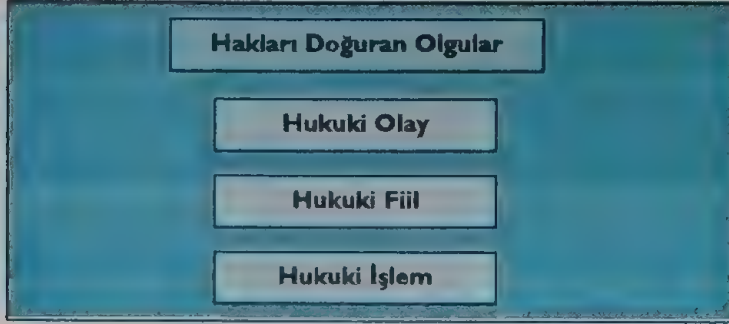 Hakları Doğuran Olgular
Hukuki Olay
Hukuki Fiil
Hukuki İşlem